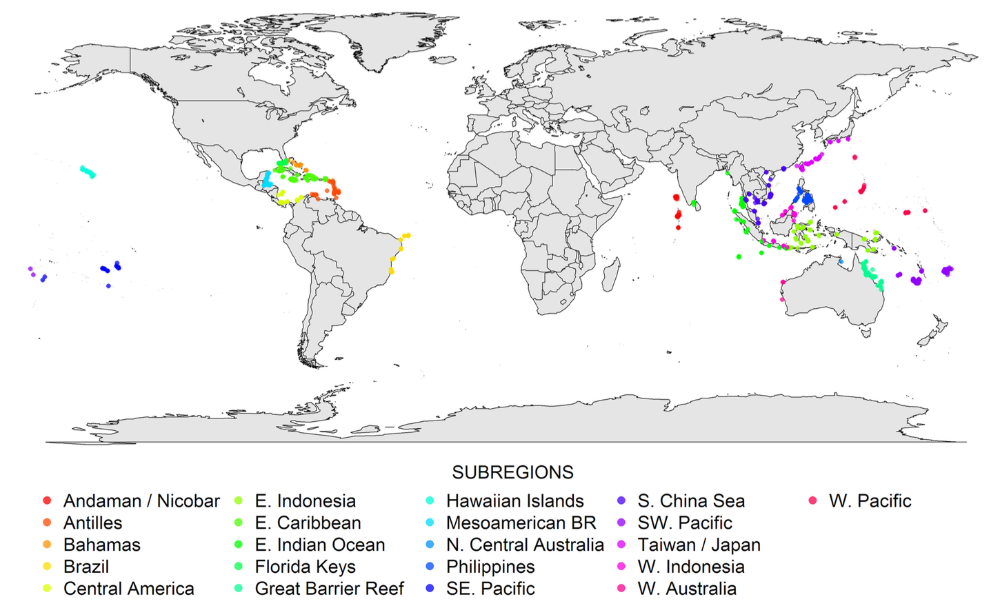 SUBREGIONS
Andaman / Nicobar E. Indonesia Hawaiian Islands S. China Sea W. Pacific
Antilles E. Caribbean Mesoamerican BR SW. Pacific
Bahamas E. Indian Ocean N. Central Australia Taiwan / Japan
Brazil Florida Keys Philippines W. Indonesia
Central America Great Barrier Reef SE. Pacific W. Australia